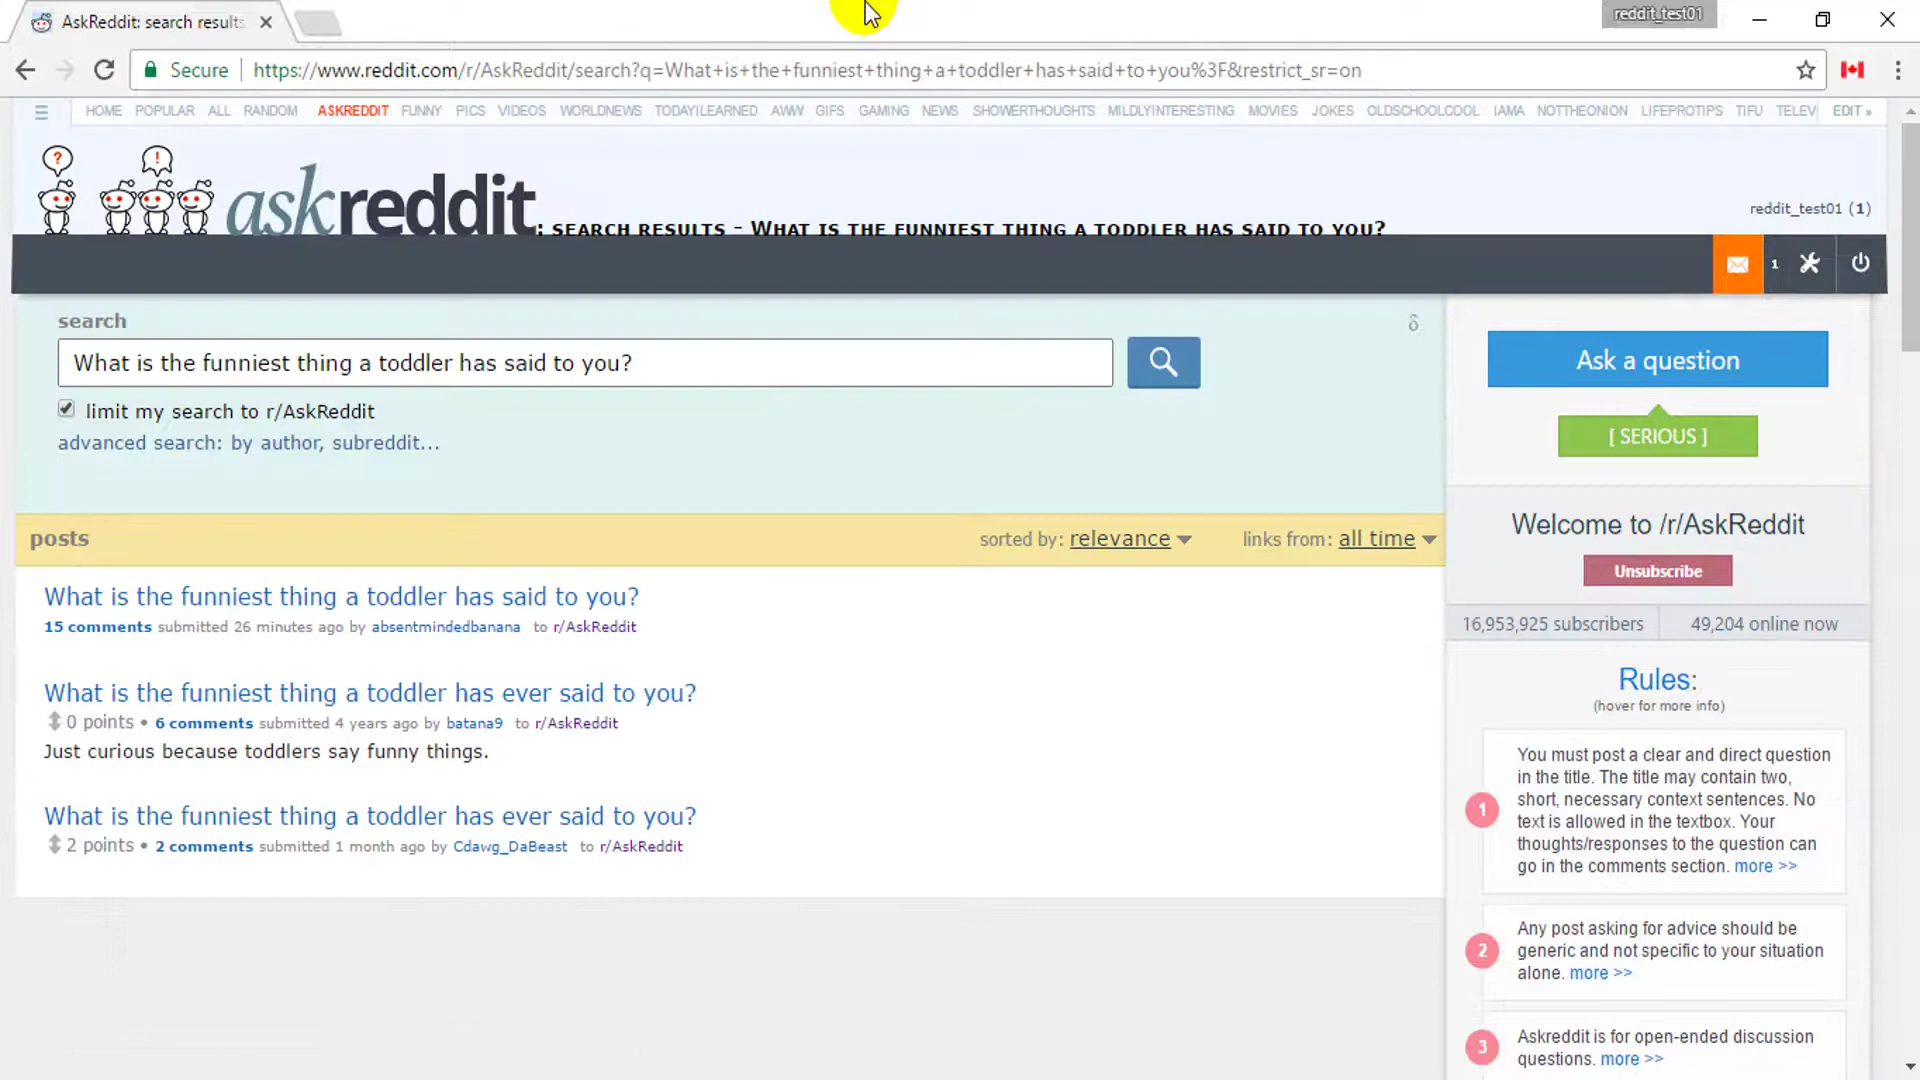 AskReddit: search results
reddit_test01
Secure
https://www.reddit.com/r/AskReddit/search?q=What+is+the+funniest+thing+a+toddler+has+said+to+you%3F&restrict_sr=on
HOME POPULAR ALL RANDOM ASKREDDIT FUNNY PICS VIDEOS WORLDNEWS TODAYILEARNED AWW GIFS GAMING NEWS SHOWERTHOUGHTS MILDLYINTERESTING MOVIES JOKES OLDSCHOOLCOOL IAMA NOTTHEONION LIFEPROTIPS TIFU TELEV EDIT »
? !
askreddit : SEARCH RESULTS - WHAT IS THE FUNNIEST THING A TODDLER HAS SAID TO YOU?
reddit_test01 (1)
1
search
δ
What is the funniest thing a toddler has said to you?
limit my search to r/AskReddit
advanced search: by author, subreddit...
posts
sorted by: relevance
links from: all time
What is the funniest thing a toddler has said to you?
15 comments submitted 26 minutes ago by absentmindedbanana to r/AskReddit
What is the funniest thing a toddler has ever said to you?
0 points • 6 comments submitted 4 years ago by batana9 to r/AskReddit
Just curious because toddlers say funny things.
What is the funniest thing a toddler has ever said to you?
2 points • 2 comments submitted 1 month ago by Cdawg_DaBeast to r/AskReddit
Ask a question
[ SERIOUS ]
Welcome to /r/AskReddit
Unsubscribe
16,953,925 subscribers
49,204 online now
Rules:
(hover for more info)
1
You must post a clear and direct question
in the title. The title may contain two,
short, necessary context sentences. No
text is allowed in the textbox. Your
thoughts/responses to the question can
go in the comments section. more >>
2
Any post asking for advice should be
generic and not specific to your situation
alone. more >>
3
Askreddit is for open-ended discussion
questions. more >>